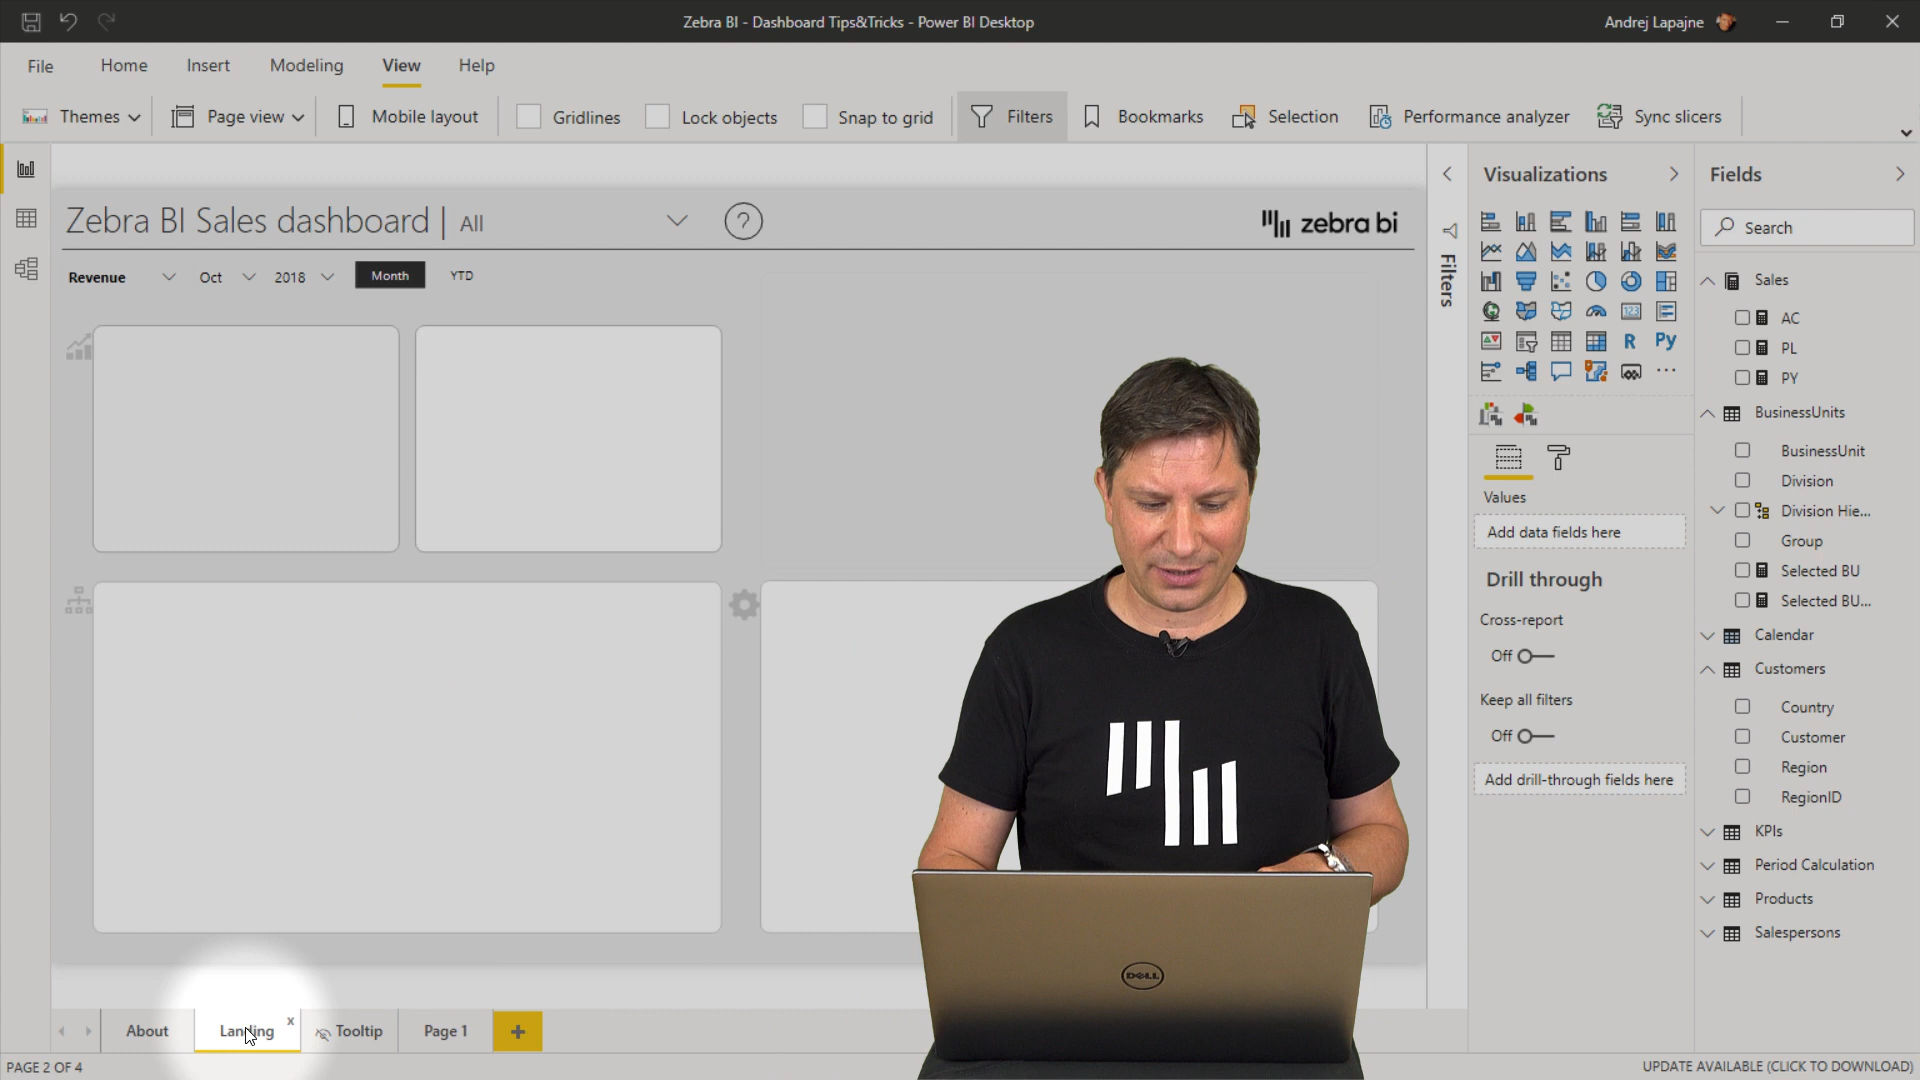 Zebra BI - Dashboard Tips&Tricks - Power BI Desktop
Andrej Lapajne
File Home Insert Modeling View Help
Themes Page view Mobile layout Gridlines Lock objects Snap to grid Filters Bookmarks Selection Performance analyzer Sync slicers
Zebra BI Sales dashboard | All
?
zebra bi
Revenue Oct 2018 Month YTD
Filters
Visualizations
123
R Py
Values
Add data fields here
Drill through
Cross-report
Off
Keep all filters
Off
Add drill-through fields here
Fields
Search
Sales
AC
PL
PY
BusinessUnits
BusinessUnit
Division
Division Hie...
Group
Selected BU
Selected BU...
Calendar
Customers
Country
Customer
Region
RegionID
KPIs
Period Calculation
Products
Salespersons
DELL
About Landing x Tooltip Page 1 +
PAGE 2 OF 4
UPDATE AVAILABLE (CLICK TO DOWNLOAD)